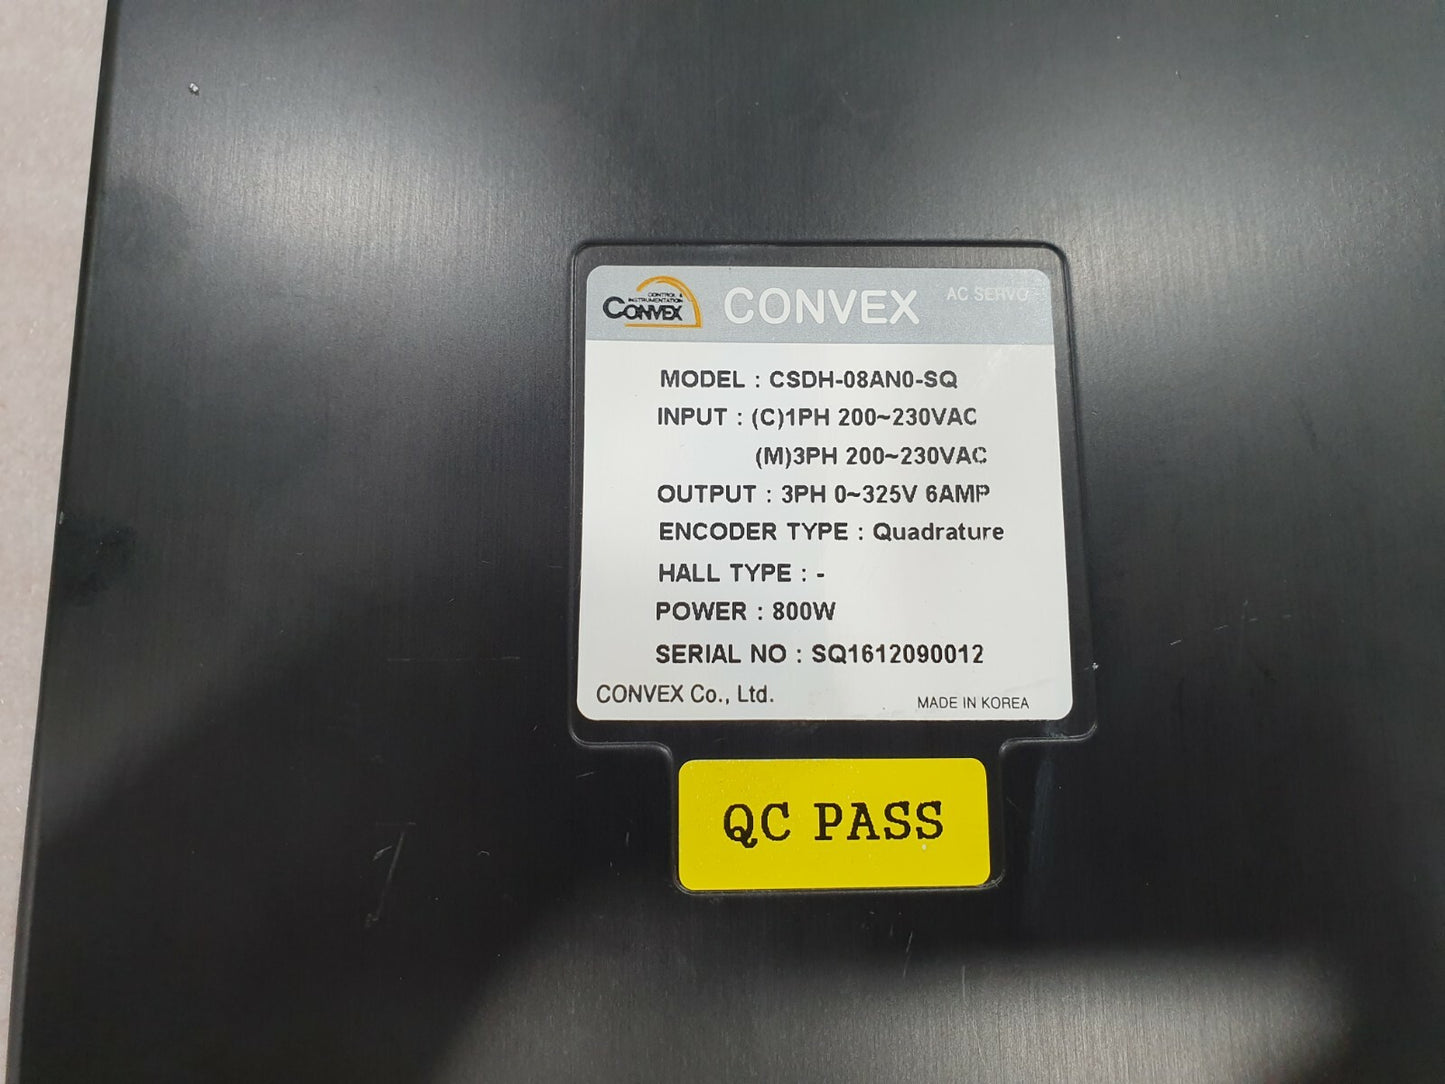 CONTROL &
INSTRUMENTATION
CONVEX
CONVEX AC SERVO
MODEL : CSDH-08AN0-SQ
INPUT : (C)1PH 200~230VAC
(M)3PH 200~230VAC
OUTPUT : 3PH 0~325V 6AMP
ENCODER TYPE : Quadrature
HALL TYPE : -
POWER : 800W
SERIAL NO : SQ1612090012
CONVEX Co., Ltd. MADE IN KOREA
QC PASS